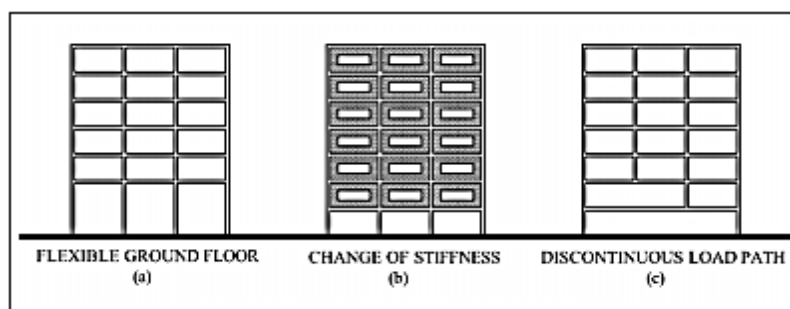 FLEXIBLE GROUND FLOOR CHANGE OF STIFFNESS DISCONTINUOUS LOAD PATH
(a) (b) (c)